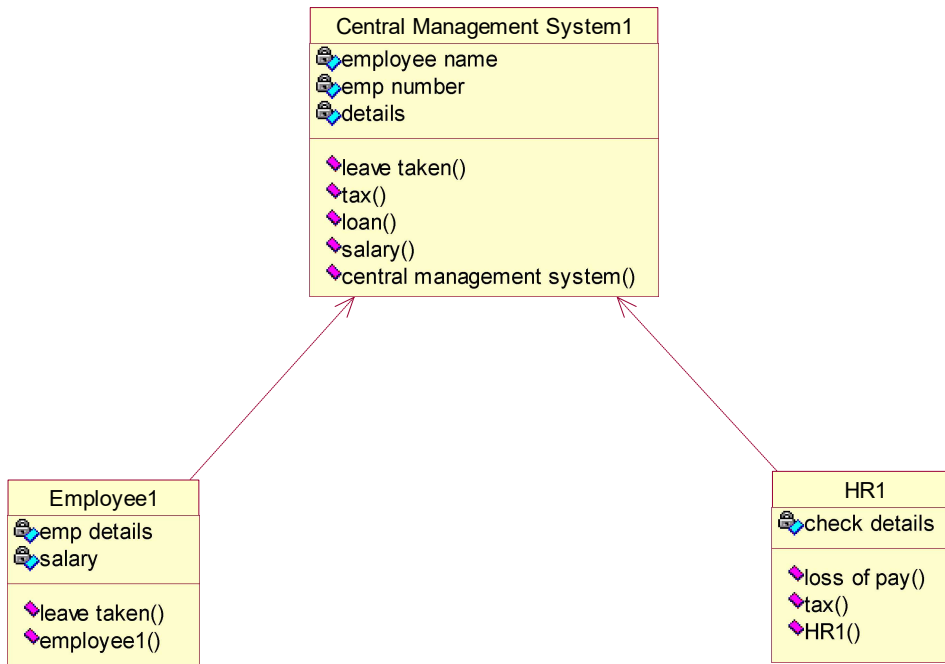 Central Management System1
employee name
emp number
details
leave taken()
tax()
loan()
salary()
central management system()
Employee1
emp details
salary
leave taken()
employee1()
HR1
check details
loss of pay()
tax()
HR1()